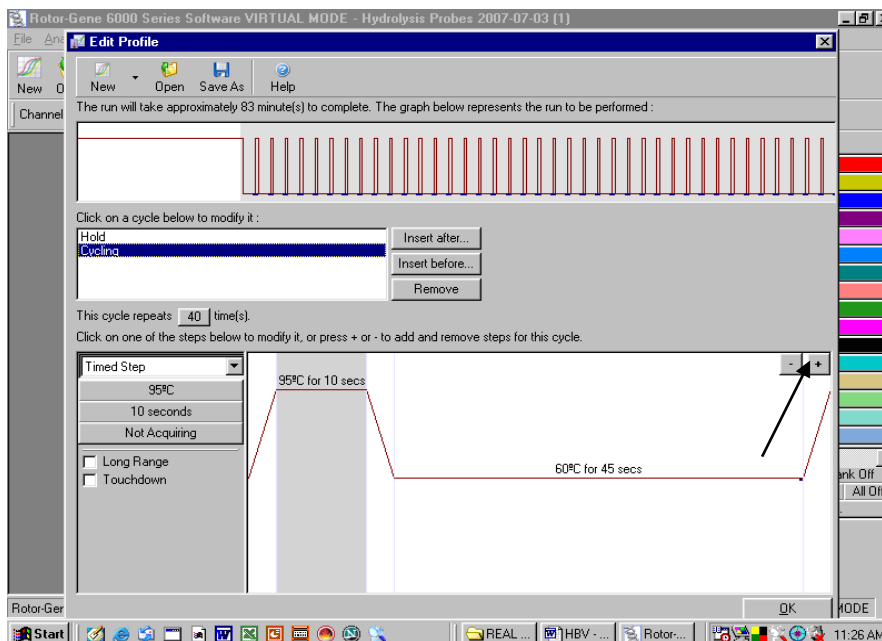 Rotor-Gene 6000 Series Software VIRTUAL MODE - Hydrolysis Probes 2007-07-03 (1)
File Ana
Edit Profile
New
New Open Save As Help
Channel
The run will take approximately 83 minute(s) to complete. The graph below represents the run to be performed :
Click on a cycle below to modify it :
Hold
Cycling
Insert after...
Insert before...
Remove
This cycle repeats 40 time(s).
Click on one of the steps below to modify it, or press + or - to add and remove steps for this cycle.
Timed Step
95ºC
10 seconds
Not Acquiring
Long Range
Touchdown
95ºC for 10 secs
60ºC for 45 secs
- +
ank Off
All Off
OK
Rotor-Ger
MODE
Start
REAL ...
HBV - ...
Rotor-...
11:26 AM